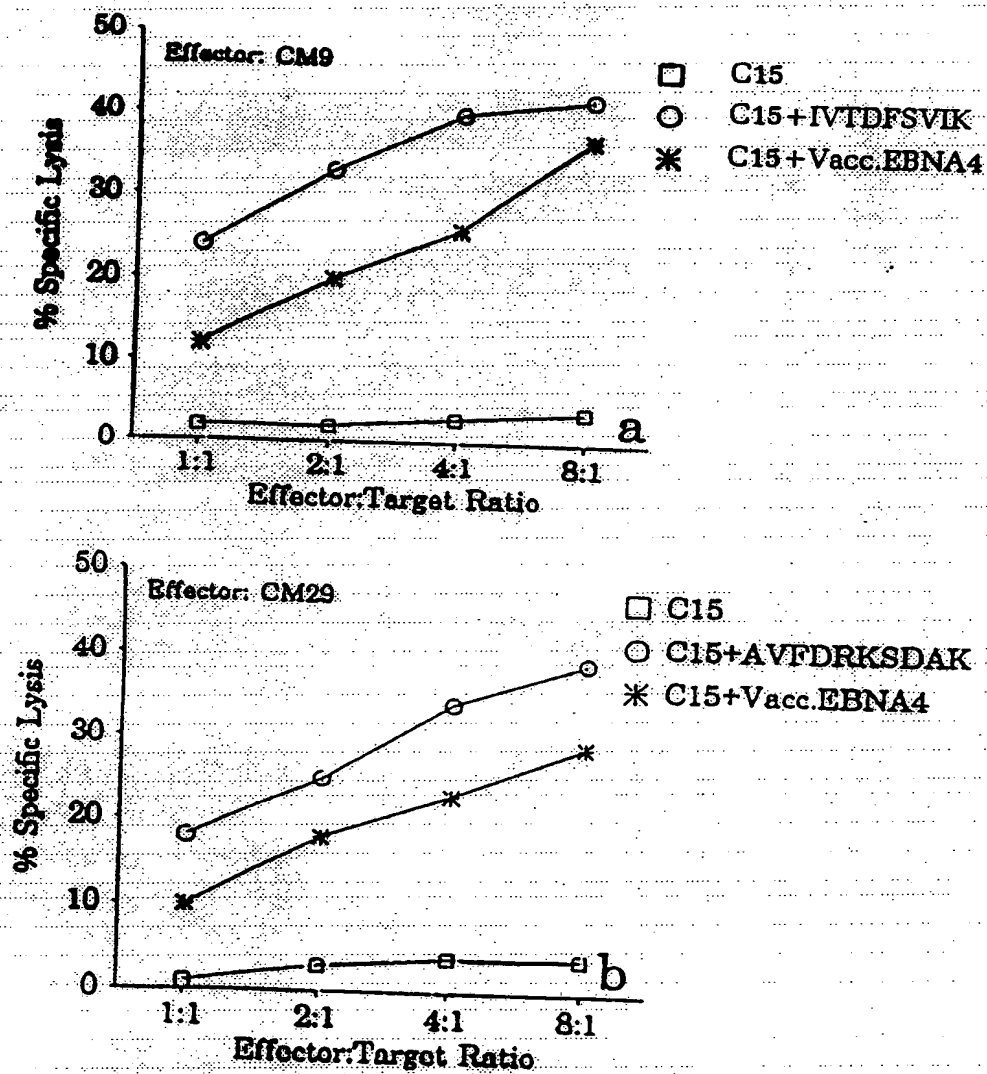 50
40
30
20
10
0
% Specific Lysis
Effector: CM9
C15
C15+IVTDFSVIK
C15+Vacc.EBNA4
a
1:1 2:1 4:1 8:1
Effector:Target Ratio
50
40
30
20
10
0
% Specific Lysis
Effector: CM29
C15
C15+AVFDRKSDAK
C15+Vacc.EBNA4
b
1:1 2:1 4:1 8:1
Effector:Target Ratio